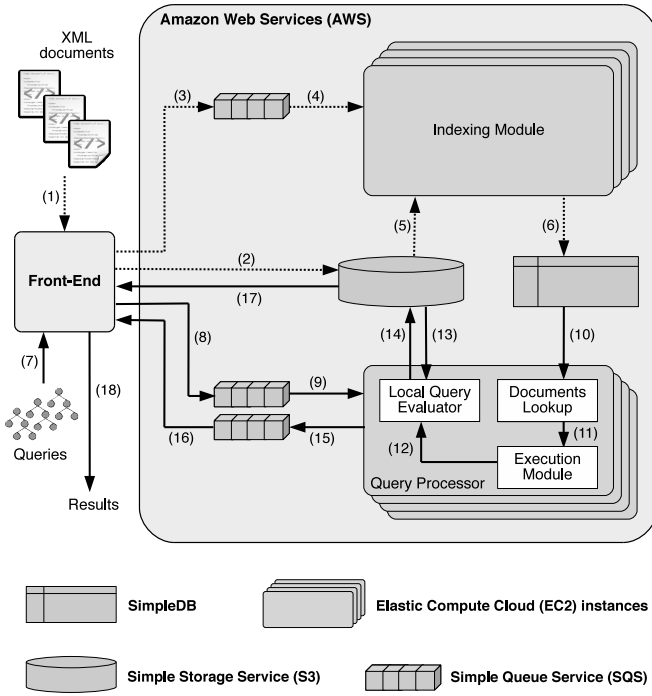 Amazon Web Services (AWS)
XML
documents
(3)
(4)
Indexing Module
(1)
(5)
(6)
(2)
Front-End
(17)
(8)
(14)
(13)
(10)
(7)
(18)
(9)
Local Query
Evaluator
Documents
Lookup
(16)
(15)
(12)
(11)
Queries
Execution
Module
Query Processor
Results
SimpleDB
Elastic Compute Cloud (EC2) instances
Simple Storage Service (S3)
Simple Queue Service (SQS)